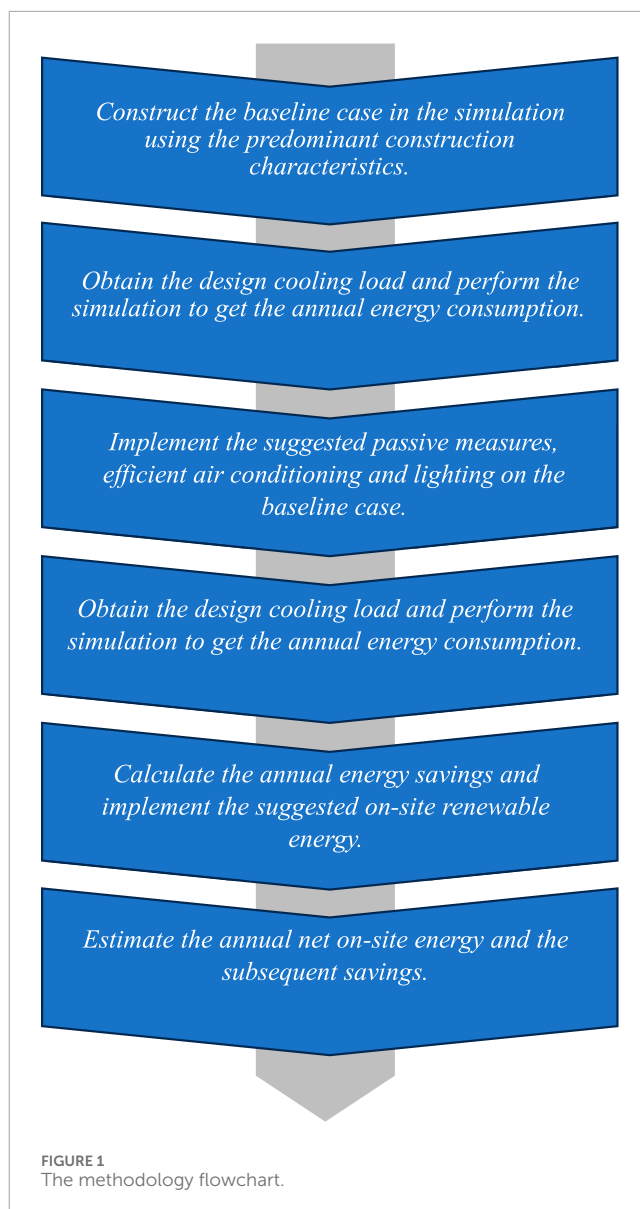 Construct the baseline case in the simulation
using the predominant construction
characteristics.
Obtain the design cooling load and perform the
simulation to get the annual energy consumption.
Implement the suggested passive measures,
efficient air conditioning and lighting on the
baseline case.
Obtain the design cooling load and perform the
simulation to get the annual energy consumption.
Calculate the annual energy savings and
implement the suggested on-site renewable
energy.
Estimate the annual net on-site energy and the
subsequent savings.
FIGURE 1
The methodology flowchart.